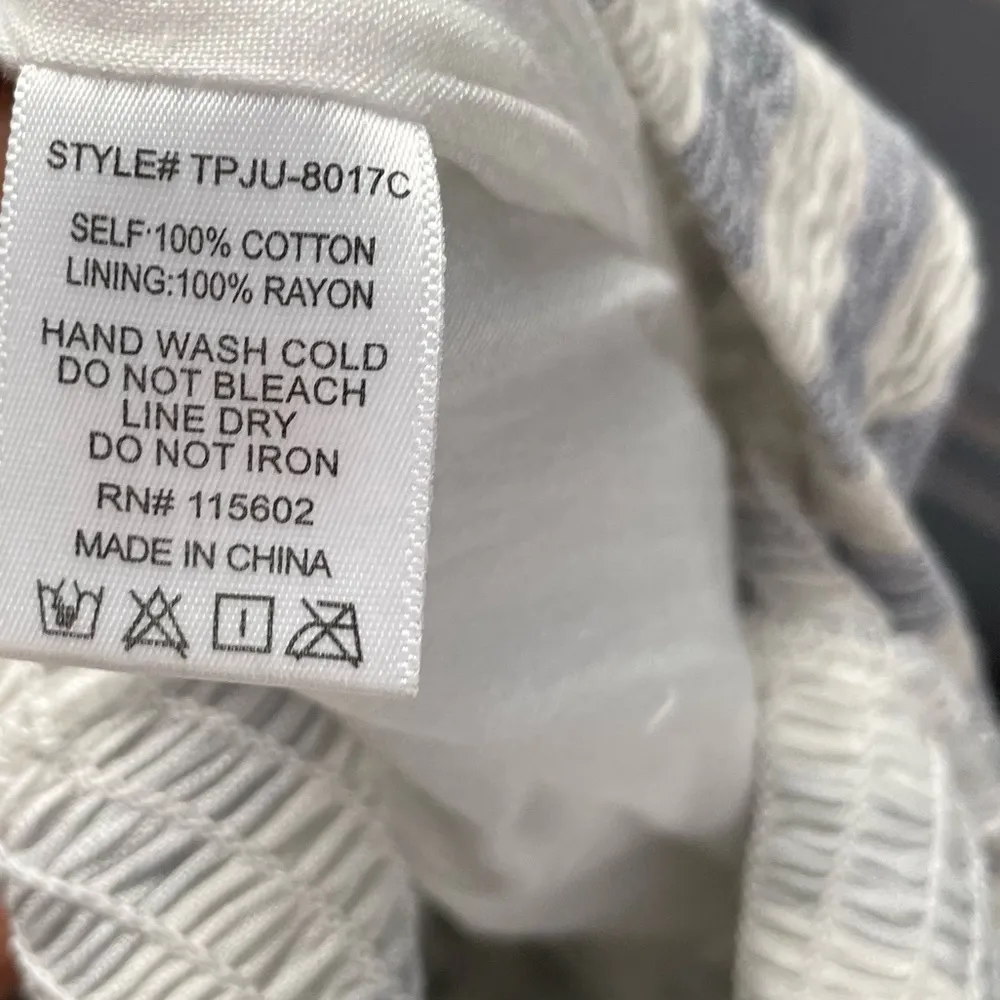 STYLE# TPJU-8017C
SELF:100% COTTON
LINING:100% RAYON
HAND WASH COLD
DO NOT BLEACH
LINE DRY
DO NOT IRON
RN# 115602
MADE IN CHINA